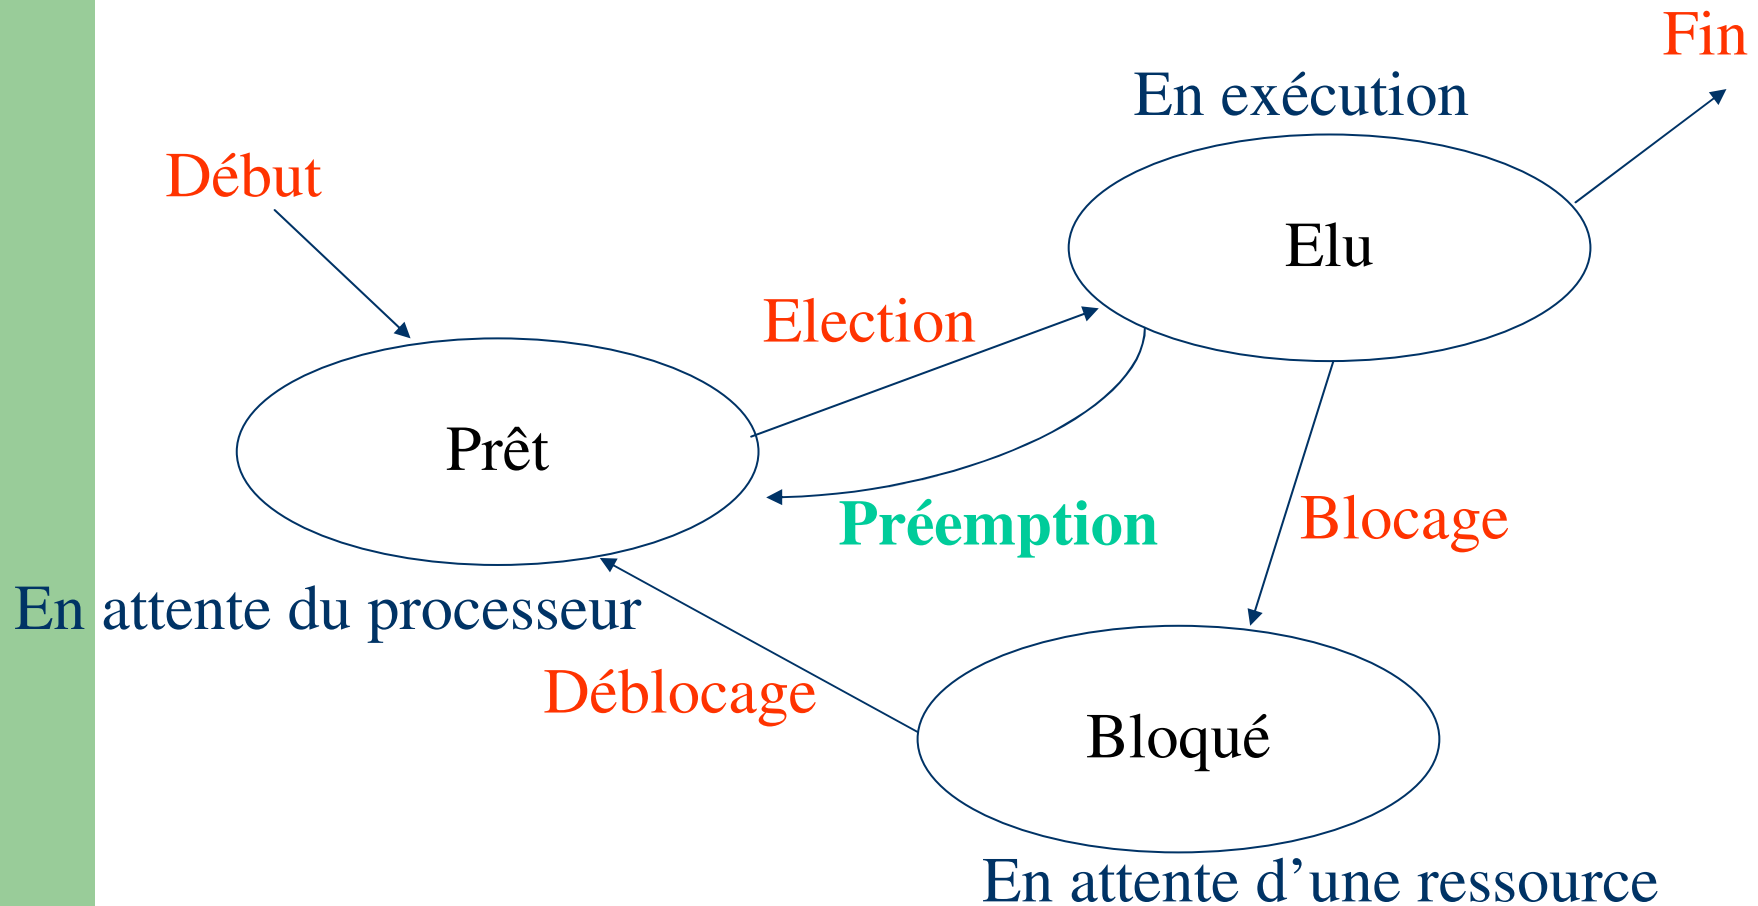 Fin
En exécution
Début
Elu
Election
Prêt
Préemption
Blocage
En attente du processeur
Déblocage
Bloqué
En attente d’une ressource